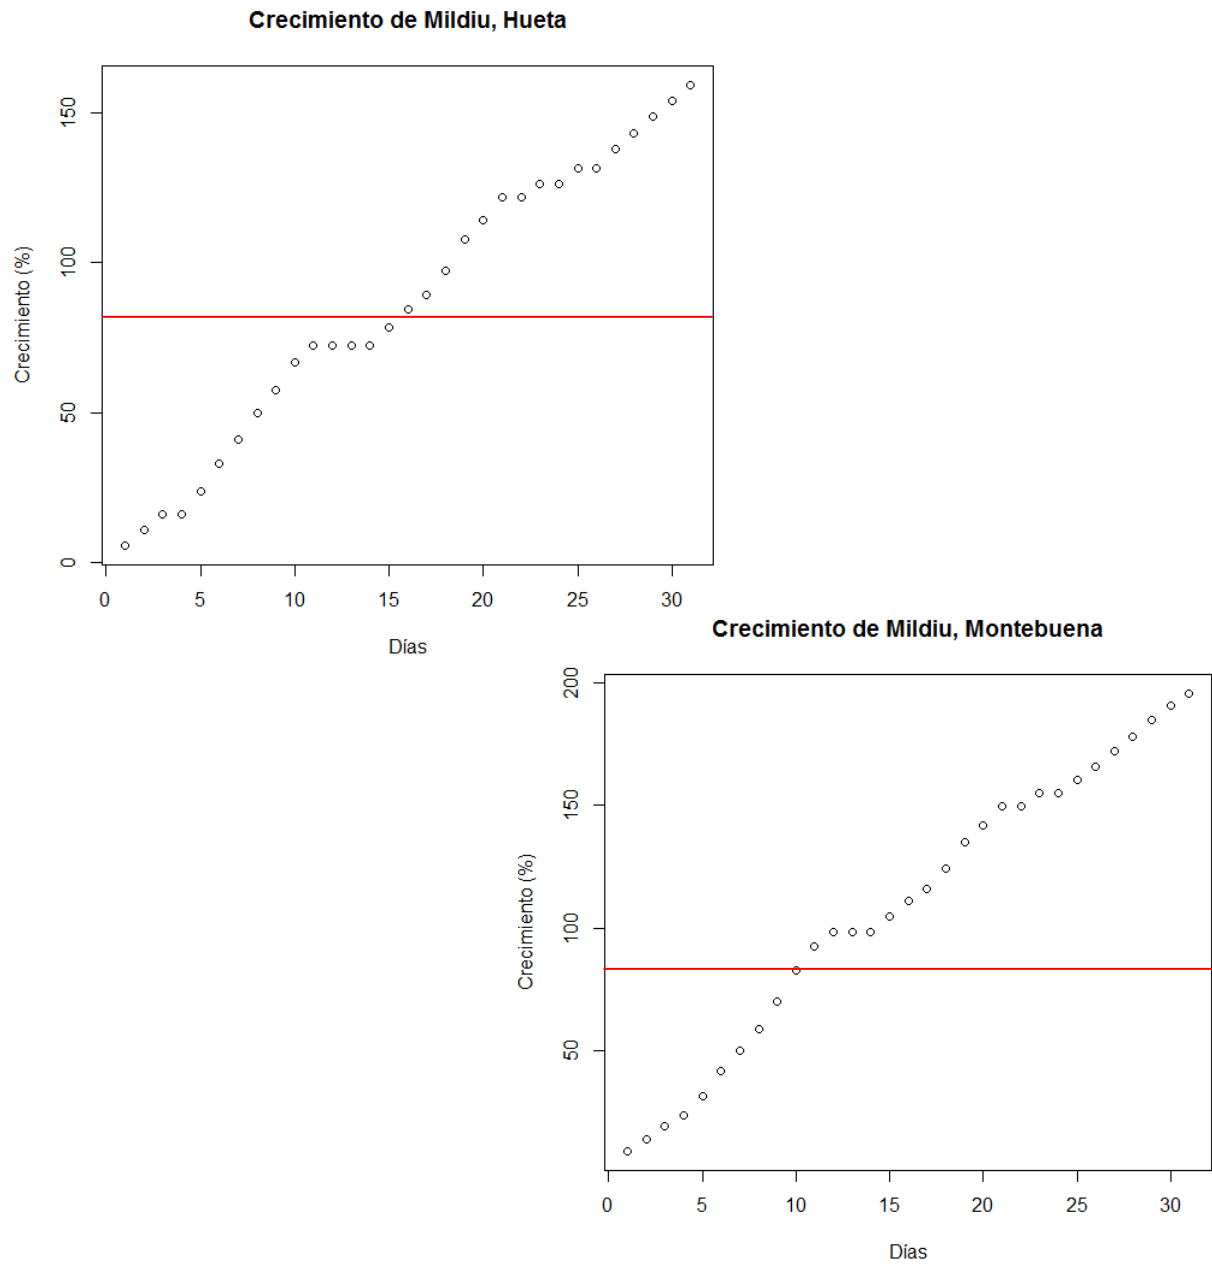 Crecimiento de Mildiu, Hueta
Crecimiento (%)
150
100
50
0
0 5 10 15 20 25 30
Días
Crecimiento de Mildiu, Montebuena
Crecimiento (%)
200
150
100
50
0 5 10 15 20 25 30
Días